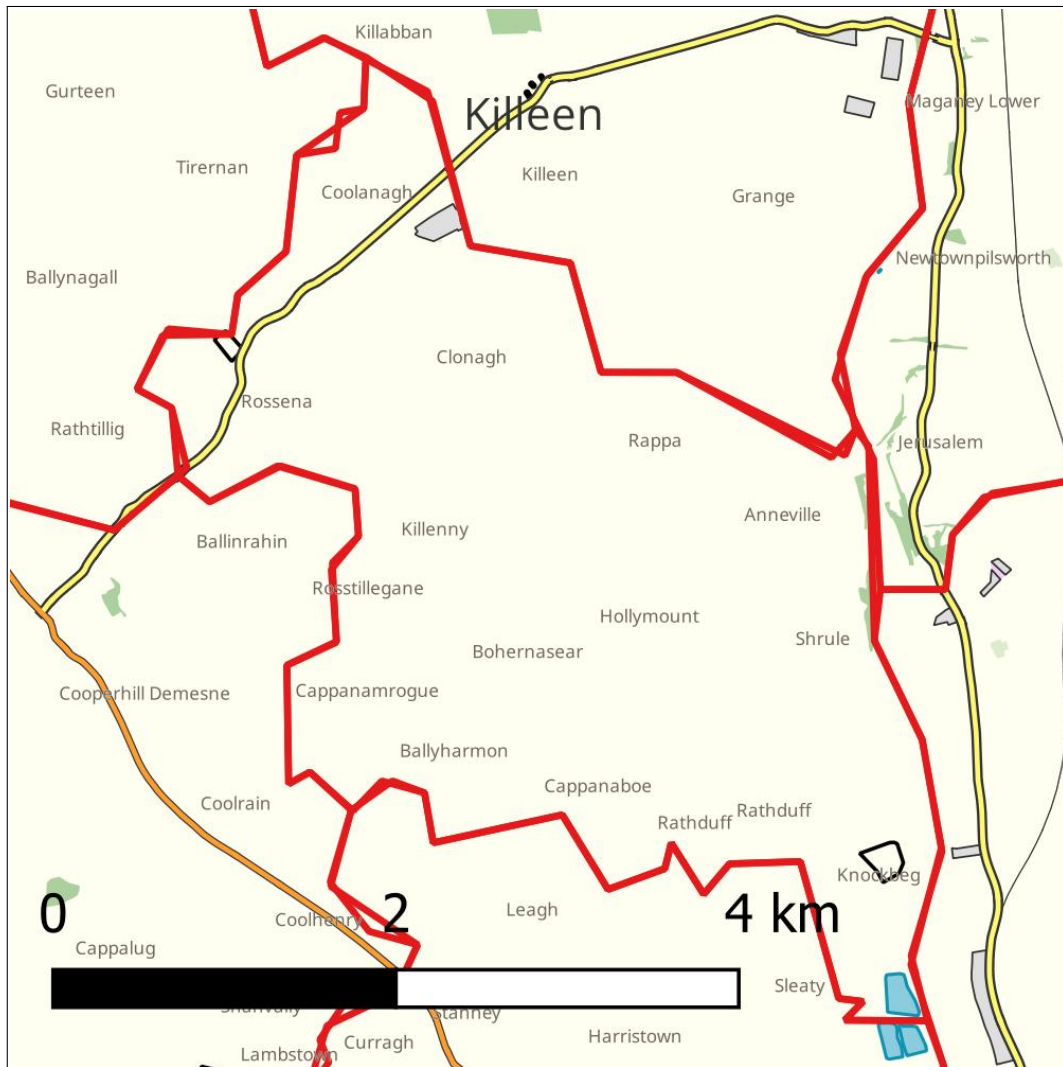 Killabban
Gurteen
Maganey Lower
Killeen
Tirernan
Killeen
Coolanagh
Grange
Newtownpilsworth
Ballynagall
Clonagh
Rossena
Rathtillig
Rappa
Jerusalem
Anneville
Killenny
Ballinrahin
Rosstillegane
Hollymount
Shrule
Bohernasear
Cooperhill Demesne
Cappanamrogue
Ballyharmon
Cappanaboe
Coolrain
Rathduff
Rathduff
Knockbeg
0 2 4 km
Leagh
Coolhenry
Cappalug
Sleaty
Shanvally
Stanney
Harristown
Curragh
Lambstown